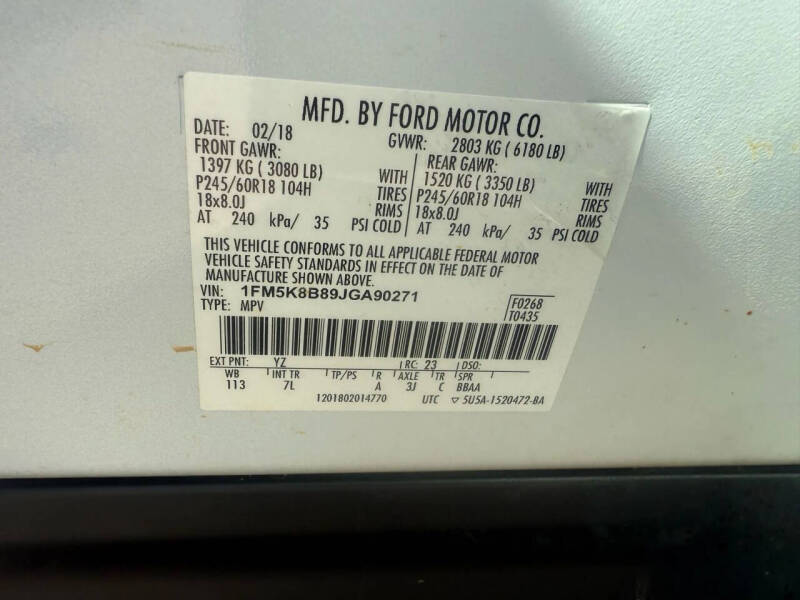 MFD. BY FORD MOTOR CO.
DATE: 02/18 GVWR: 2803 KG ( 6180 LB)
FRONT GAWR: REAR GAWR:
1397 KG ( 3080 LB) WITH 1520 KG ( 3350 LB) WITH
P245/60R18 104H TIRES P245/60R18 104H TIRES
18x8.0J RIMS 18x8.0J RIMS
AT 240 kPa/ 35 PSI COLD AT 240 kPa/ 35 PSI COLD
THIS VEHICLE CONFORMS TO ALL APPLICABLE FEDERAL MOTOR
VEHICLE SAFETY STANDARDS IN EFFECT ON THE DATE OF
MANUFACTURE SHOWN ABOVE.
VIN: 1FM5K8B89JGA90271
TYPE: MPV F0268
T0435
EXT PNT: YZ RC: 23 DSO:
WB INT TR TP/PS R AXLE TR SPR
113 7L A 3J C BBAA
1201802014770 UTC ▽ 5U5A-1520472-BA